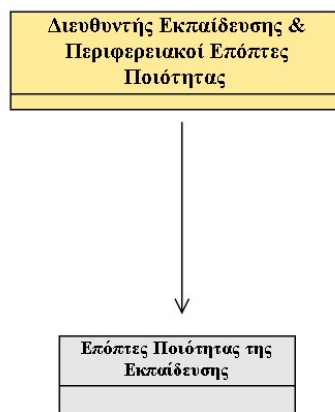 Διευθυντής Εκπαίδευσης &
Περιφερειακοί Επόπτες
Ποιότητας
Επόπτες Ποιότητας της
Εκπαίδευσης